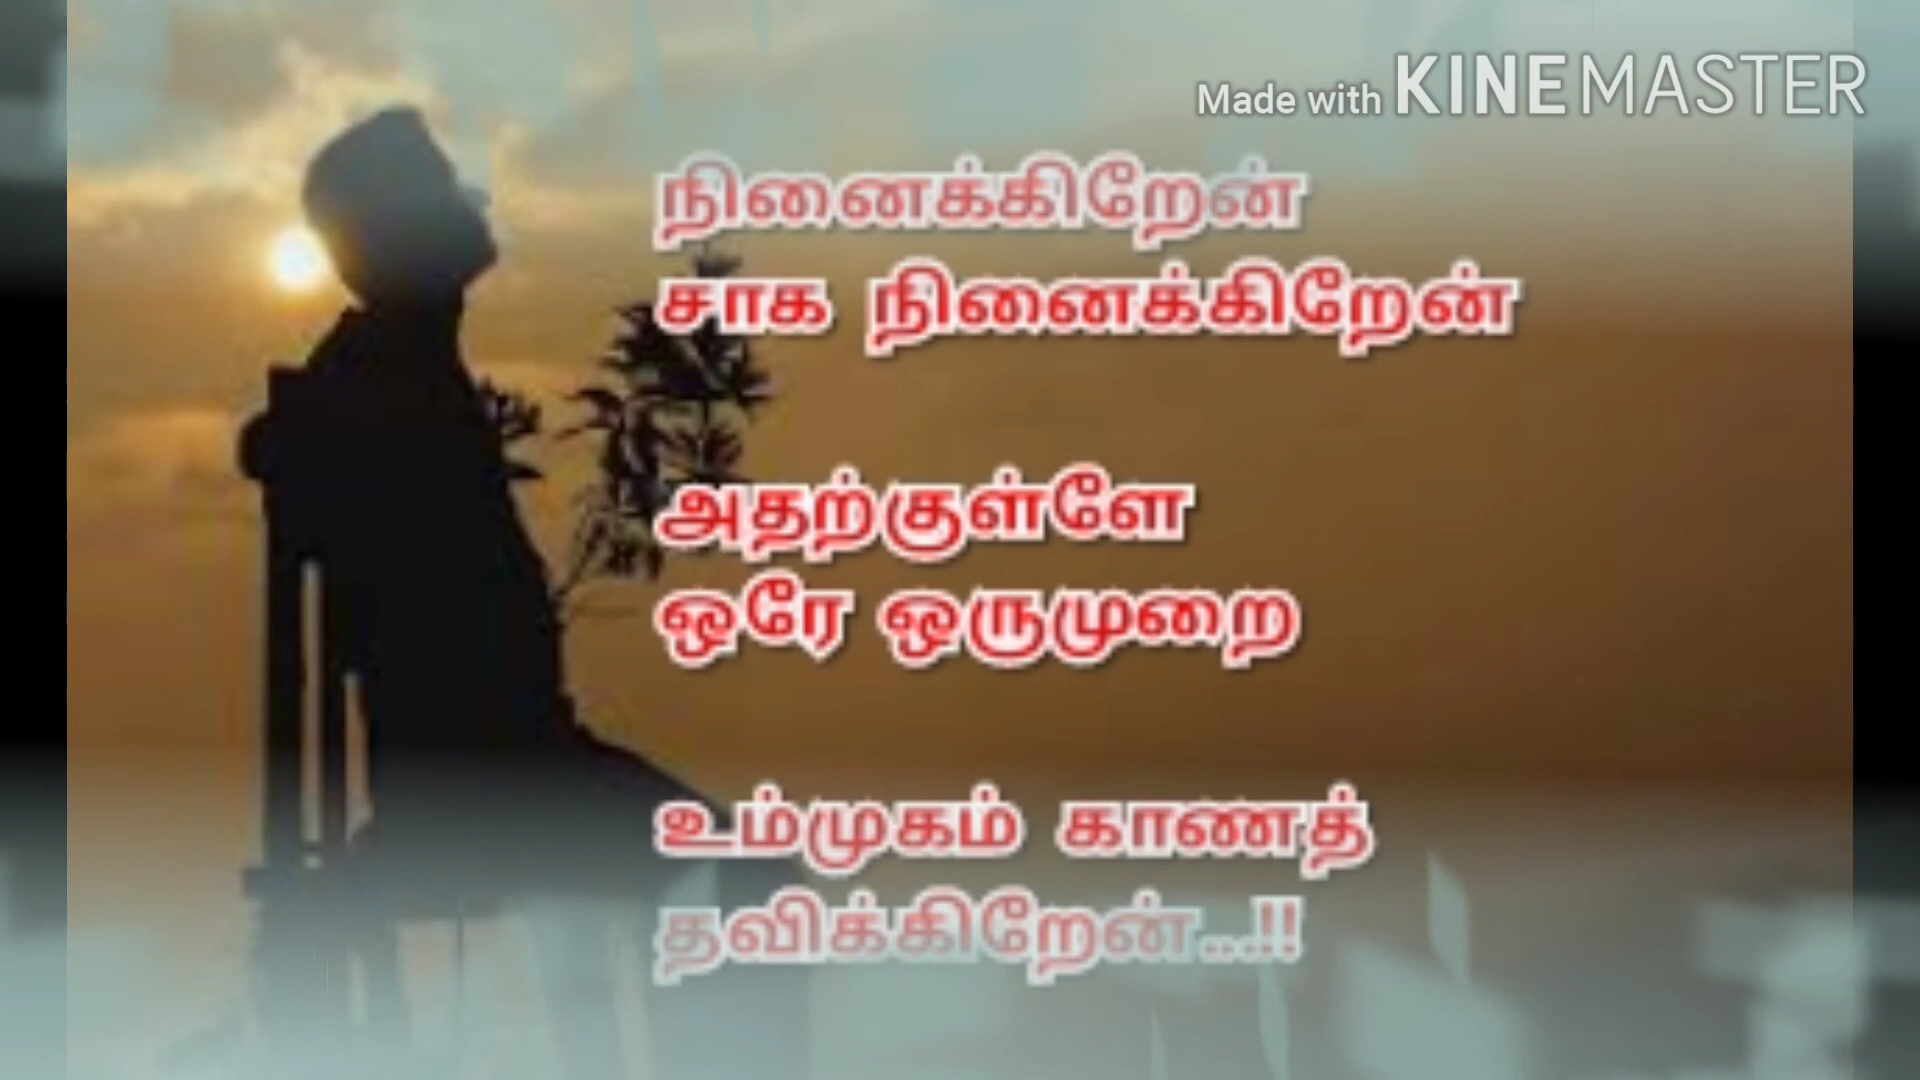 Made with KINEMASTER
நினைக்கிறேன்
சாக நினைக்கிறேன்
அதற்குள்ளே
ஒரே ஒருமுறை
உம்முகம் காணத்
தவிக்கிறேன்...!!